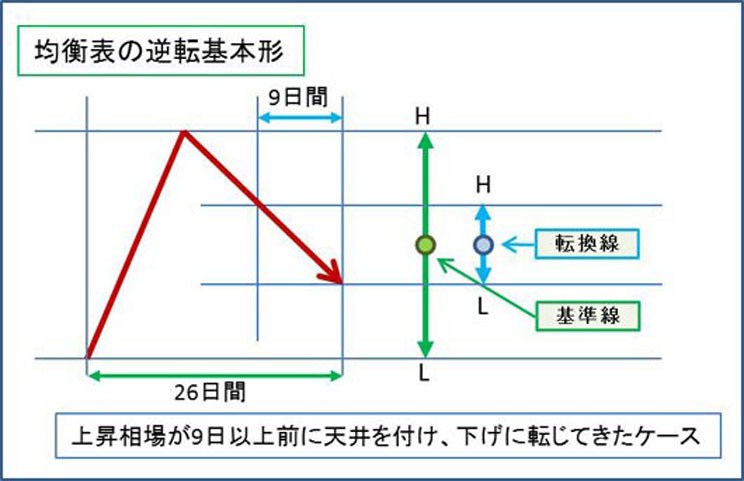 均衡表の逆転基本形
9日間
H
H
転換線
L
基準線
L
26日間
上昇相場が9日以上前に天井を付け、下げに転じてきたケース